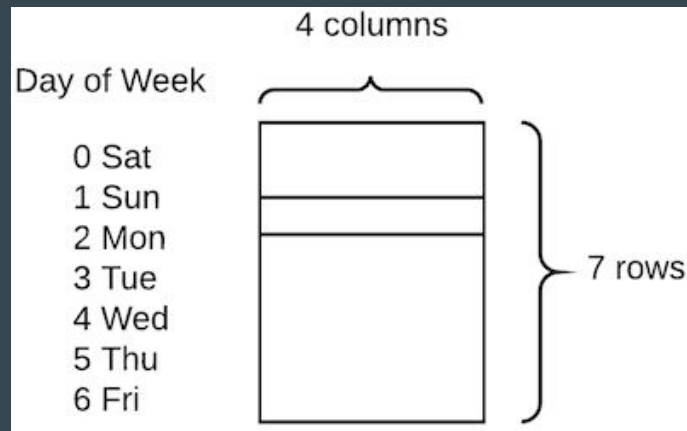 4 columns
Day of Week
0 Sat
1 Sun
2 Mon
3 Tue
4 Wed
5 Thu
6 Fri
7 rows